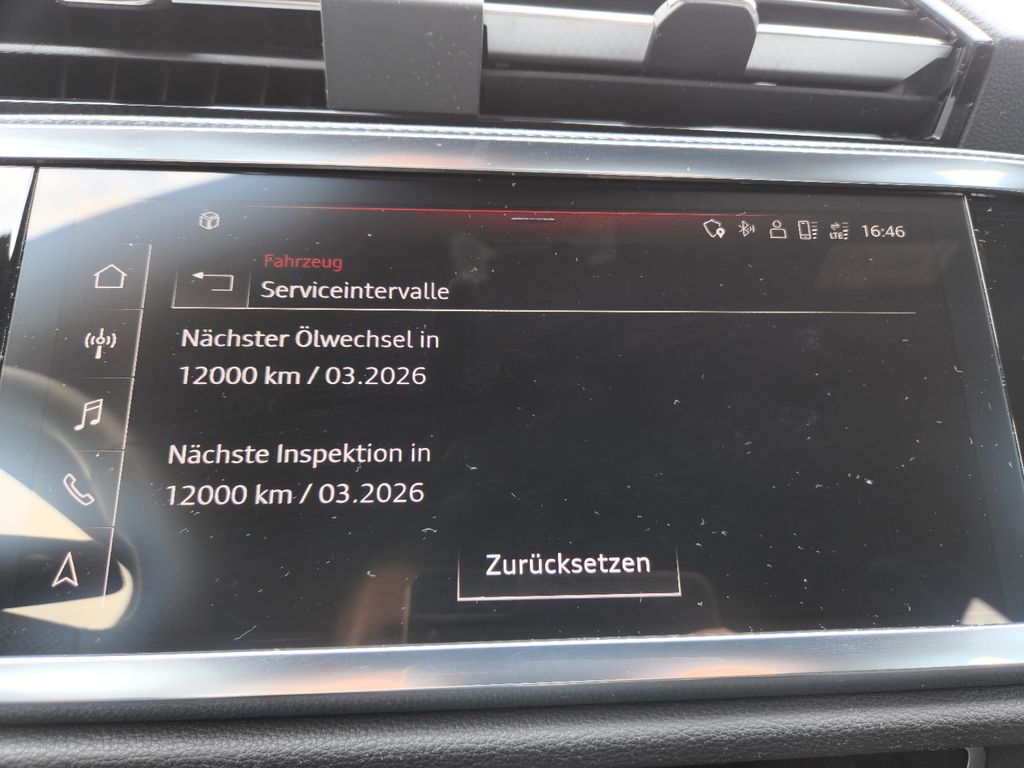 LTE
16:46
Fahrzeug
Serviceintervalle
Nächster Ölwechsel in
12000 km / 03.2026
Nächste Inspektion in
12000 km / 03.2026
Zurücksetzen